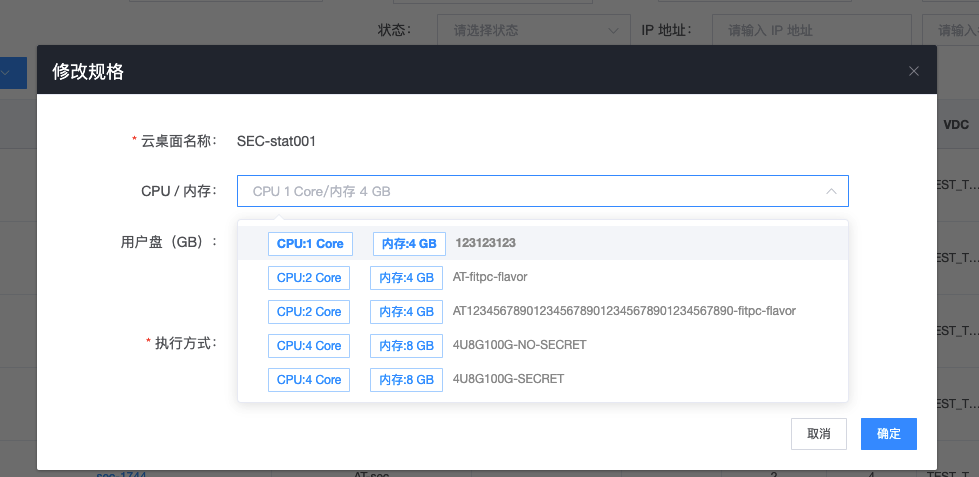 状态： 请选择状态 IP 地址： 请输入 IP 地址 请输入
修改规格
VDC
* 云桌面名称： SEC-stat001
CPU / 内存： CPU 1 Core/内存 4 GB
EST_T...
用户盘（GB）：
CPU:1 Core 内存:4 GB 123123123
EST_T...
CPU:2 Core 内存:4 GB AT-fitpc-flavor
CPU:2 Core 内存:4 GB AT1234567890123456789012345678901234567890-fitpc-flavor
EST_T...
* 执行方式： CPU:4 Core 内存:8 GB 4U8G100G-NO-SECRET
CPU:4 Core 内存:8 GB 4U8G100G-SECRET
EST_T...
取消 确定
sec-1744 AT-sec 2 4 TEST_T...